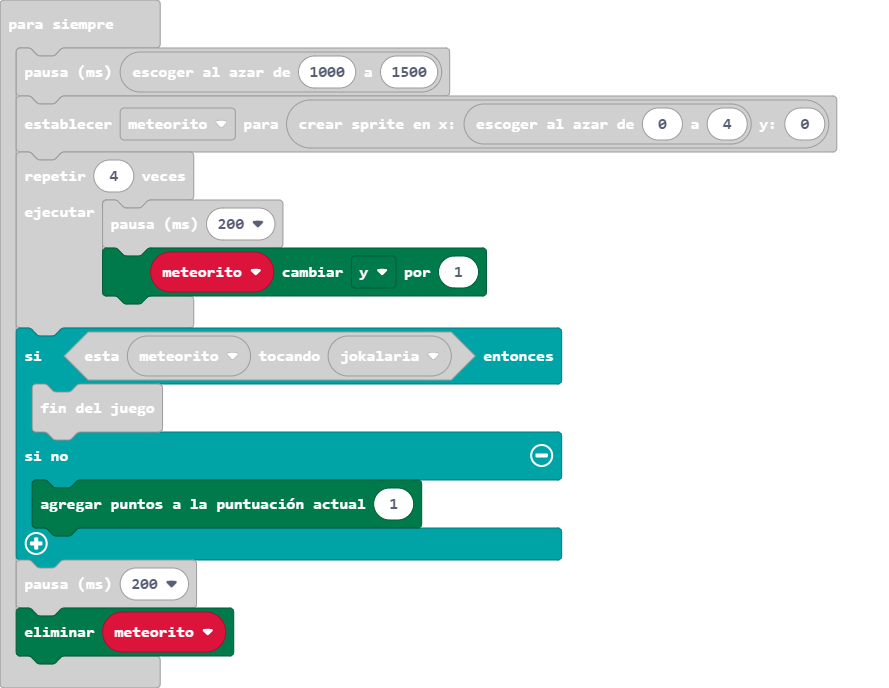 para siempre
pausa (ms) escoger al azar de 1000 a 1500
establecer meteorito para crear sprite en x: escoger al azar de 0 a 4 y: 0
repetir 4 veces
ejecutar
pausa (ms) 200
meteorito cambiar y por 1
si esta meteorito tocando jokalaria entonces
fin del juego
si no
agregar puntos a la puntuación actual 1
pausa (ms) 200
eliminar meteorito